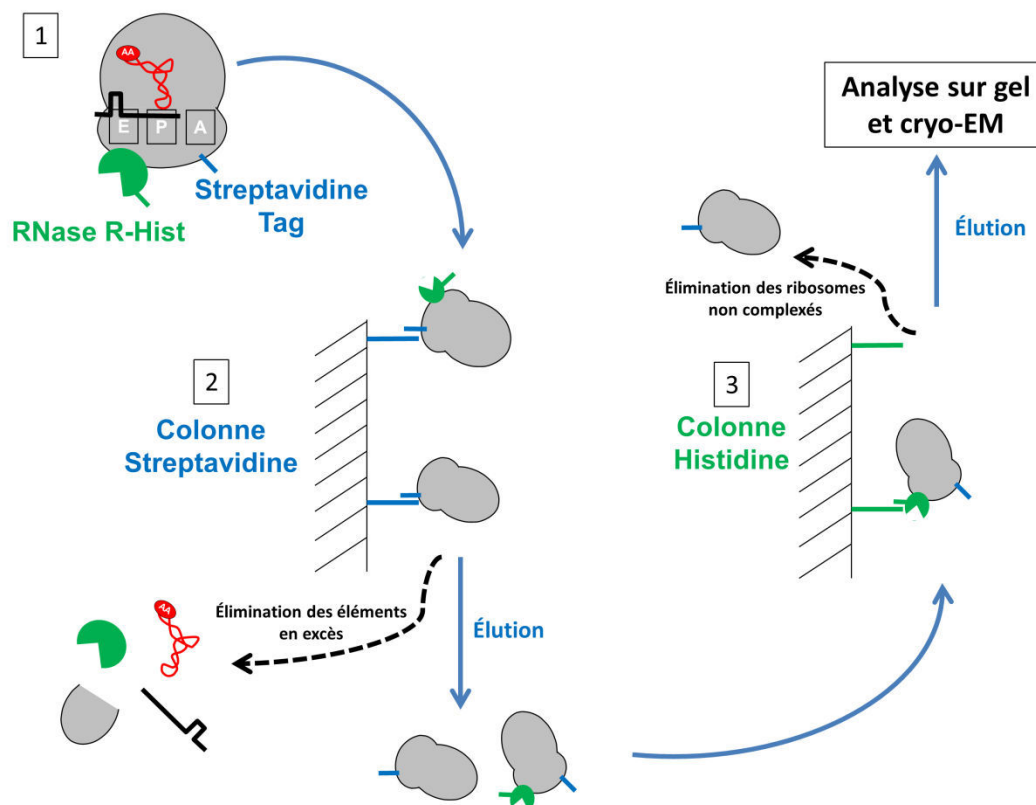 1
AA
E P A
Streptavidine
Tag
RNase R-Hist
2
Colonne
Streptavidine
Élimination des éléments
en excès
AA
Élution
Analyse sur gel
et cryo-EM
Élution
Élimination des ribosomes
non complexés
3
Colonne
Histidine